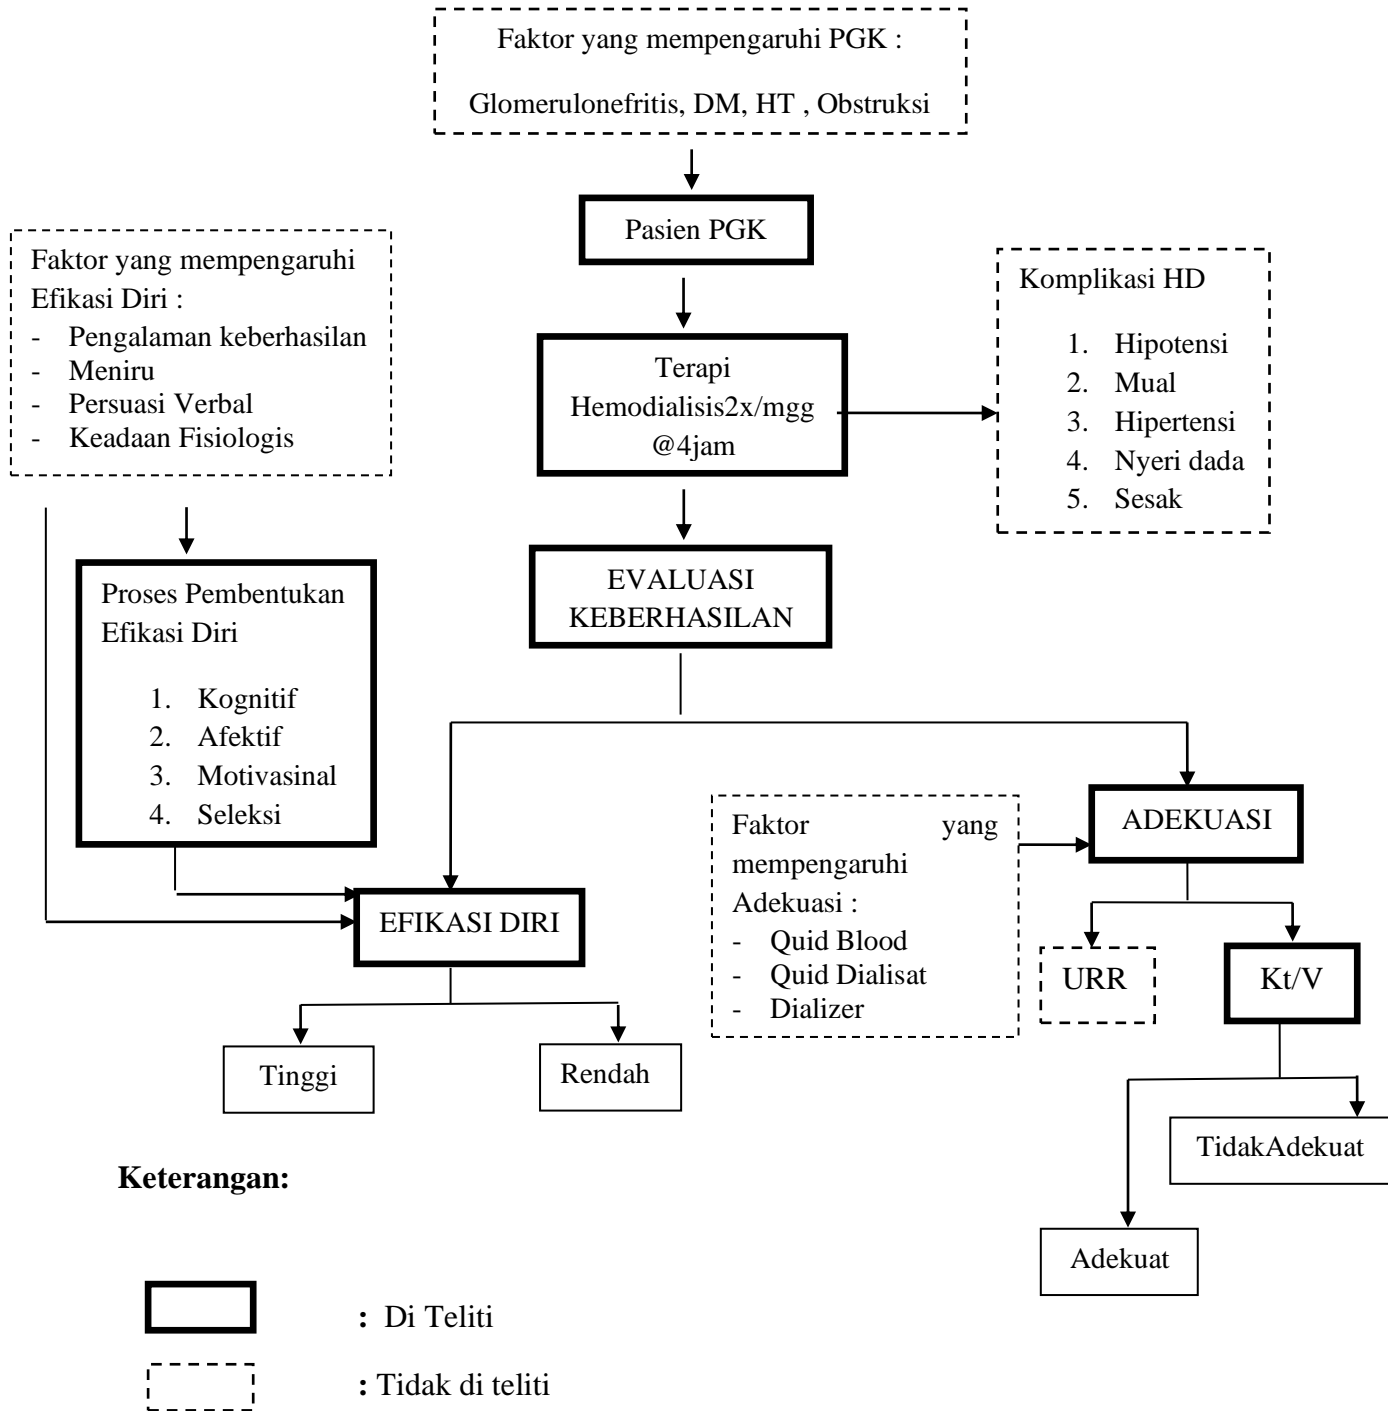 Faktor yang mempengaruhi PGK :
Glomerulonefritis, DM, HT , Obstruksi
Pasien PGK
Faktor yang mempengaruhi
Efikasi Diri :
- Pengalaman keberhasilan
- Meniru
- Persuasi Verbal
- Keadaan Fisiologis
Terapi
Hemodialisis2x/mgg
@4jam
Komplikasi HD
1. Hipotensi
2. Mual
3. Hipertensi
4. Nyeri dada
5. Sesak
EVALUASI
KEBERHASILAN
Proses Pembentukan
Efikasi Diri
1. Kognitif
2. Afektif
3. Motivasinal
4. Seleksi
Faktor yang
mempengaruhi
Adekuasi :
- Quid Blood
- Quid Dialisat
- Dializer
ADEKUASI
EFIKASI DIRI
URR
Kt/V
Tinggi
Rendah
TidakAdekuat
Adekuat
Keterangan:
: Di Teliti
: Tidak di teliti